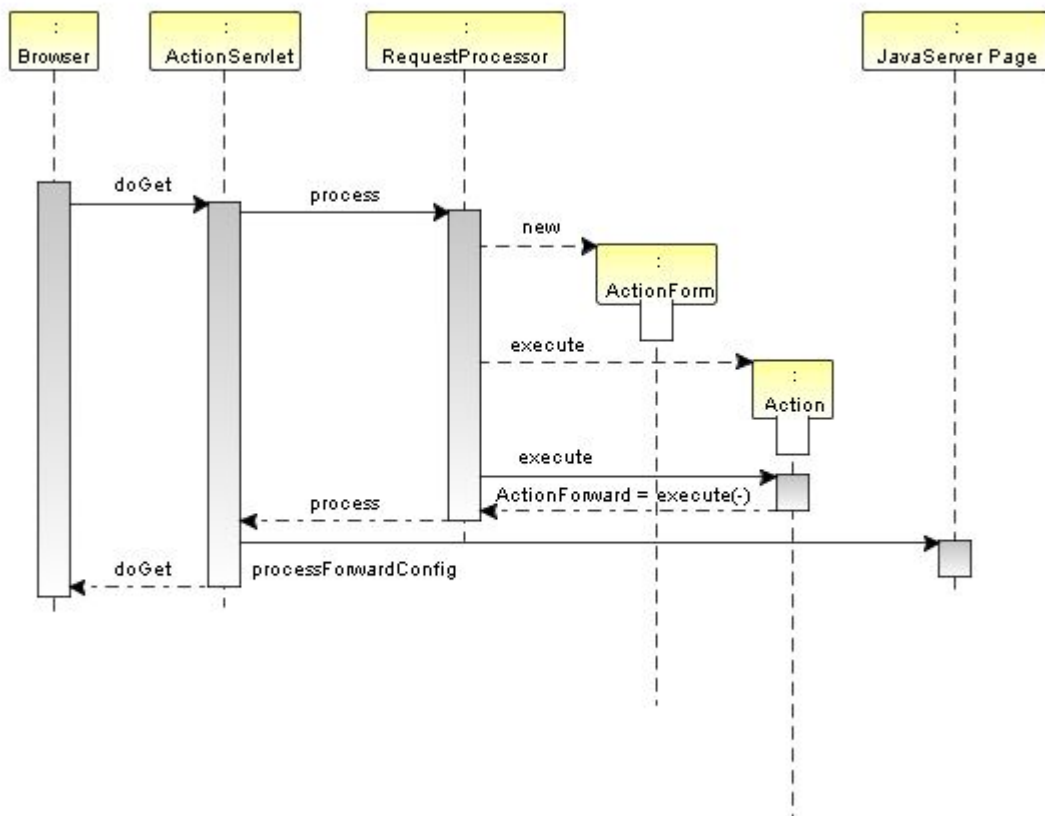 :
Browser
:
ActionServlet
:
RequestProcessor
:
JavaServer Page
doGet
process
new
:
ActionForm
execute
:
Action
execute
ActionForward = execute(-)
process
doGet
processForwardConfig